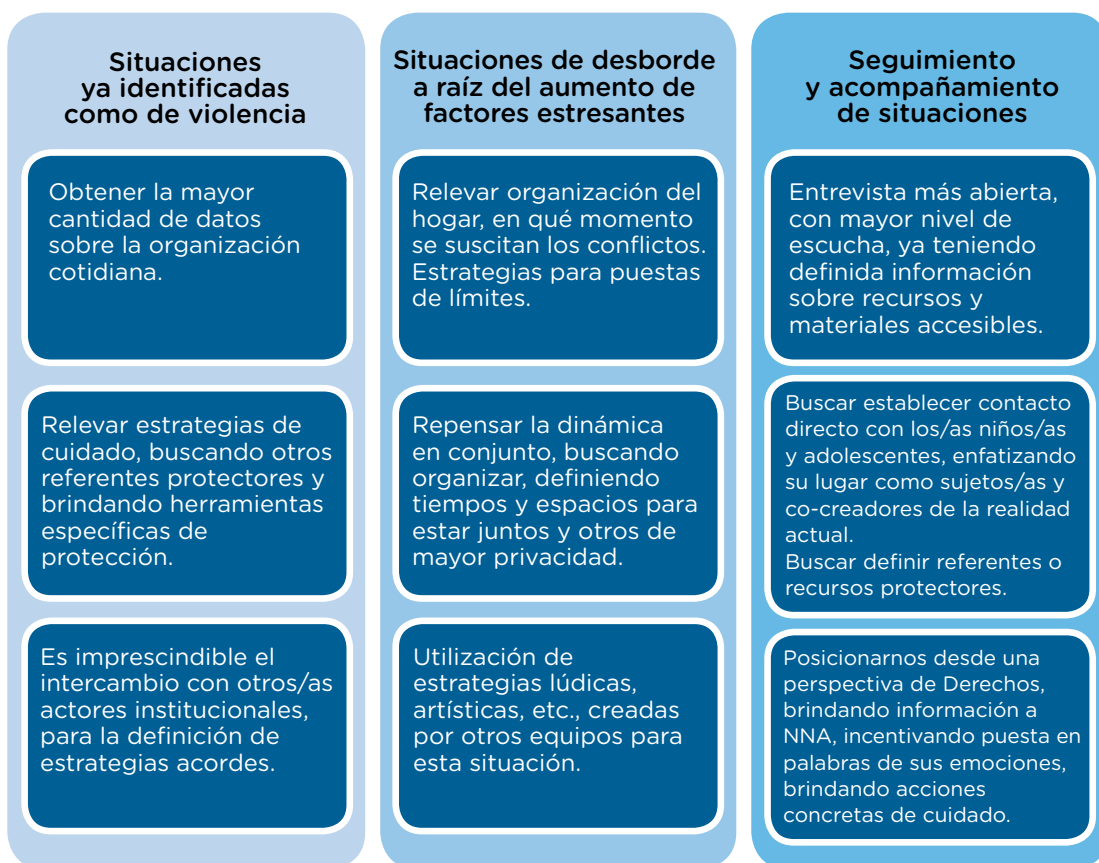 Situaciones
ya identificadas
como de violencia
Obtener la mayor
cantidad de datos
sobre la organización
cotidiana.
Relevar estrategias de
cuidado, buscando otros
referentes protectores y
brindando herramientas
específicas de
protección.
Es imprescindible el
intercambio con otros/as
actores institucionales,
para la definición de
estrategias acordes.
Situaciones de desborde
a raíz del aumento de
factores estresantes
Relevar organización del
hogar, en qué momento
se suscitan los conflictos.
Estrategias para puestas
de límites.
Repensar la dinámica
en conjunto, buscando
organizar, definiendo
tiempos y espacios para
estar juntos y otros de
mayor privacidad.
Utilización de
estrategias lúdicas,
artísticas, etc., creadas
por otros equipos para
esta situación.
Seguimiento
y acompañamiento
de situaciones
Entrevista más abierta,
con mayor nivel de
escucha, ya teniendo
definida información
sobre recursos y
materiales accesibles.
Buscar establecer contacto
directo con los/as niños/as
y adolescentes, enfatizando
su lugar como sujetos/as y
co-creadores de la realidad
actual.
Buscar definir referentes o
recursos protectores.
Posicionarnos desde una
perspectiva de Derechos,
brindando información a
NNA, incentivando puesta en
palabras de sus emociones,
brindando acciones
concretas de cuidado.